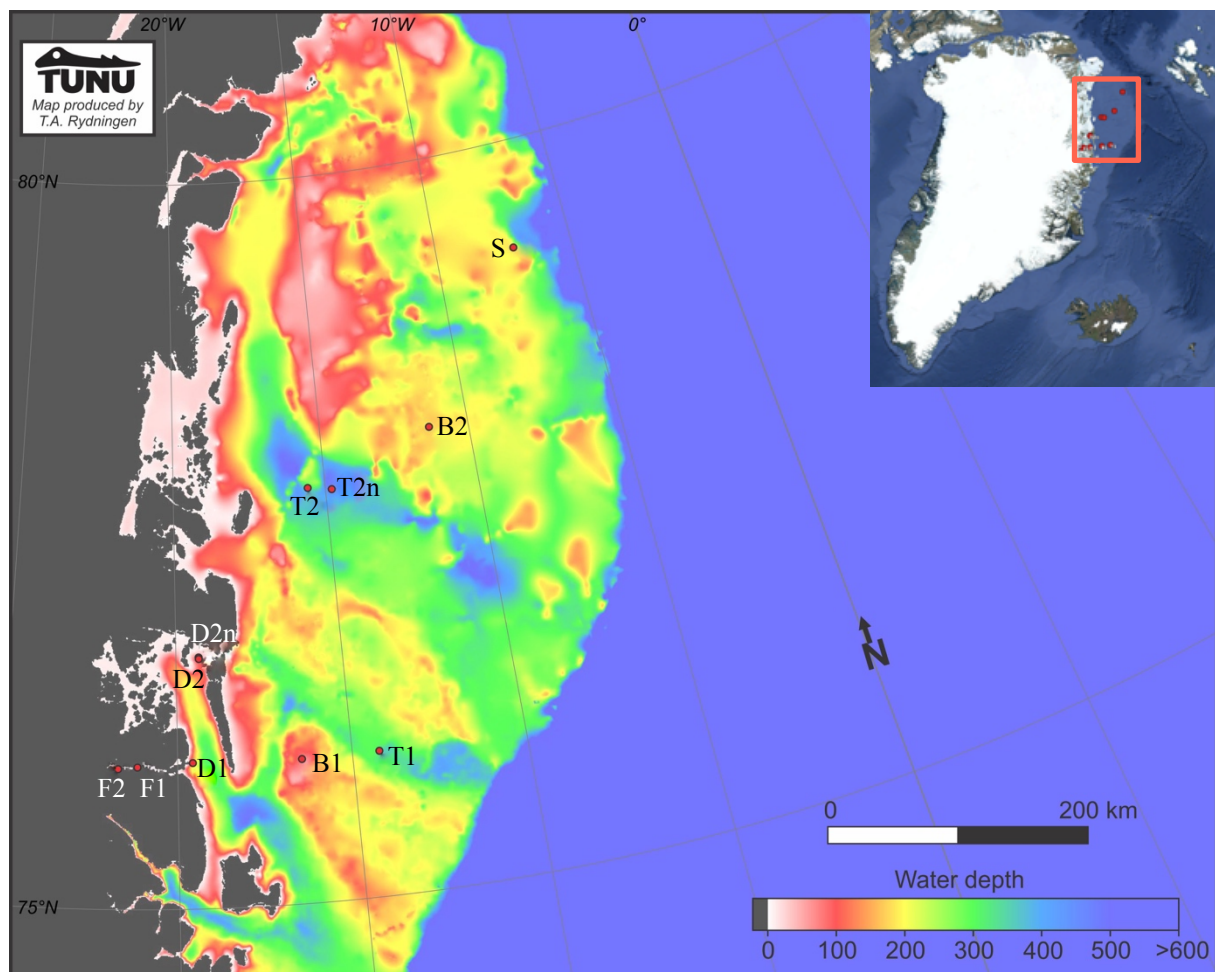 20°W
10°W
0°
TUNU
Map produced by
T.A. Rydningen
80°N
S
B2
T2n
T2
D2n
D2
T1
B1
D1
F2
F1
N
0
200 km
Water depth
75°N
0 100 200 300 400 500 >600